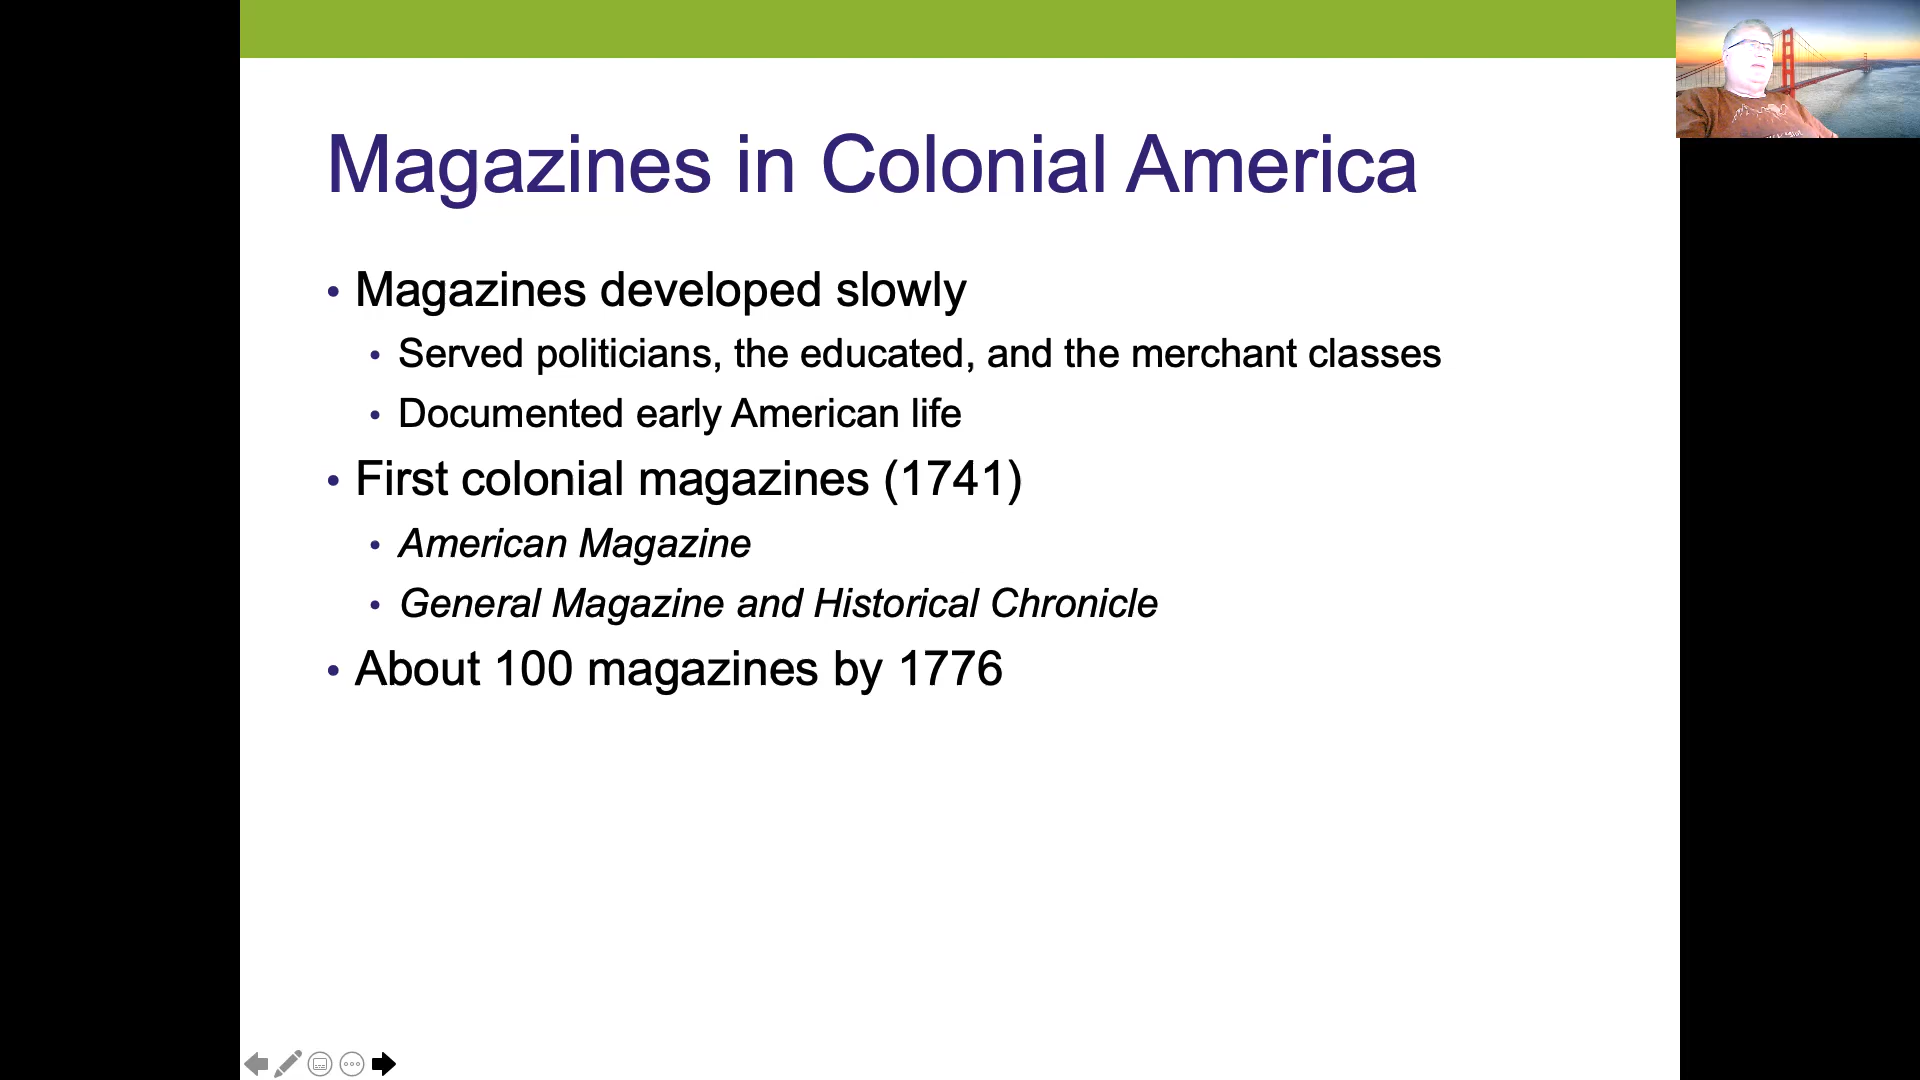 Magazines in Colonial America
• Magazines developed slowly
• Served politicians, the educated, and the merchant classes
• Documented early American life
• First colonial magazines (1741)
• American Magazine
• General Magazine and Historical Chronicle
• About 100 magazines by 1776